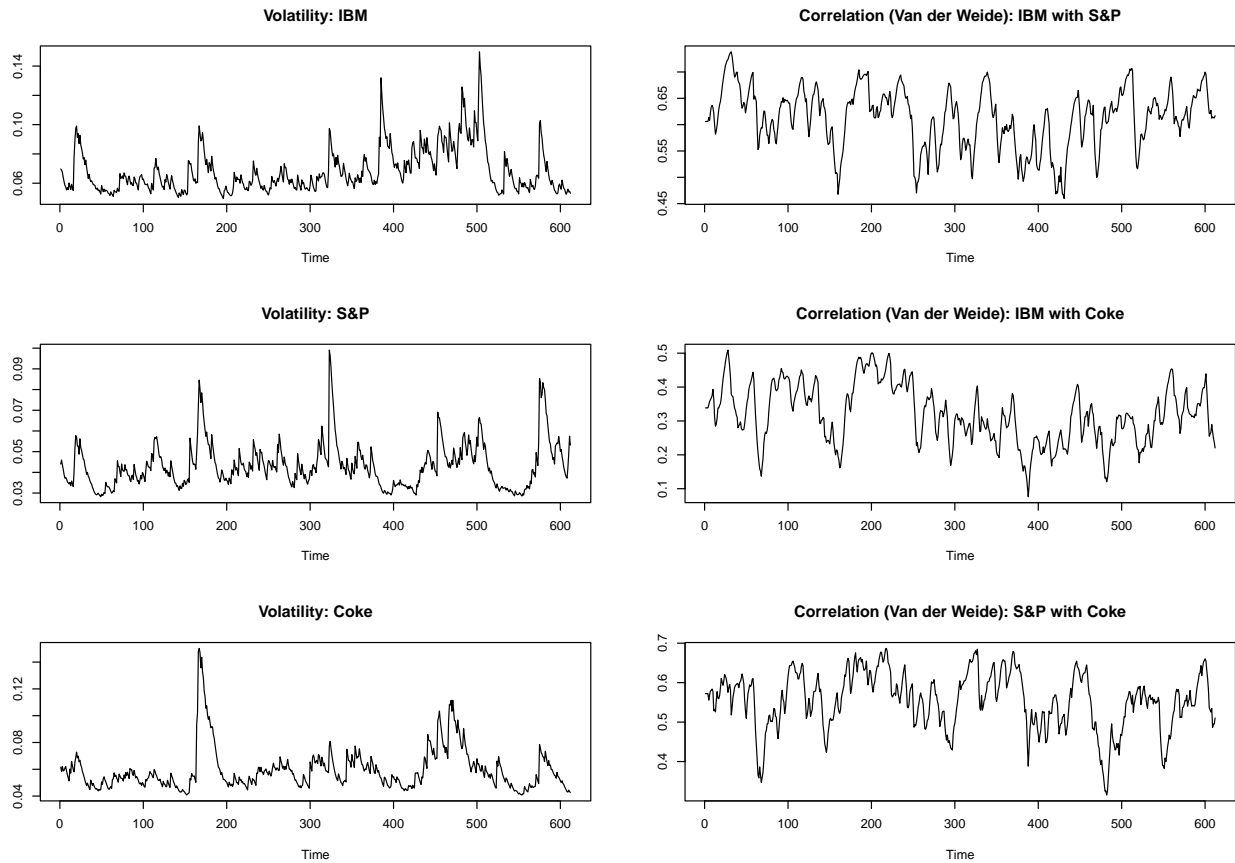 Volatility: IBM
0.14
0.10
0.06
0 100 200 300 400 500 600
Time
Correlation (Van der Weide): IBM with S&P
0.65
0.55
0.45
0 100 200 300 400 500 600
Time
Volatility: S&P
0.09
0.07
0.05
0.03
0 100 200 300 400 500 600
Time
Correlation (Van der Weide): IBM with Coke
0.5
0.4
0.3
0.2
0.1
0 100 200 300 400 500 600
Time
Volatility: Coke
0.12
0.08
0.04
0 100 200 300 400 500 600
Time
Correlation (Van der Weide): S&P with Coke
0.7
0.6
0.5
0.4
0 100 200 300 400 500 600
Time